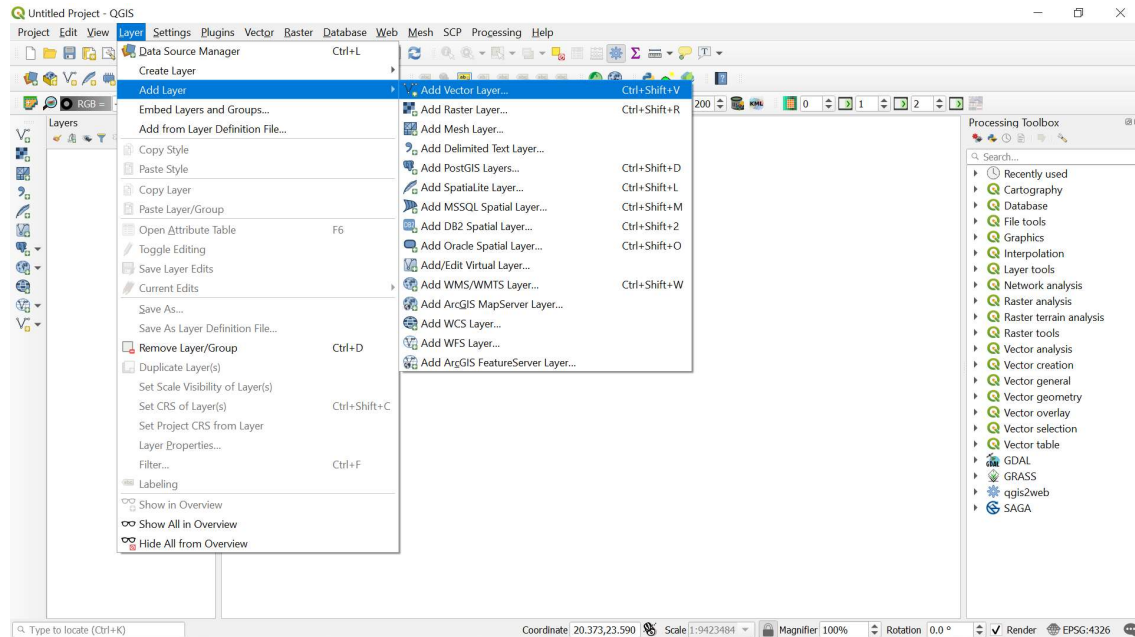 Untitled Project - QGIS
Project Edit View Layer Settings Plugins Vector Raster Database Web Mesh SCP Processing Help
Data Source Manager Ctrl+L
Create Layer
Add Layer
Embed Layers and Groups...
Add from Layer Definition File...
Copy Style
Paste Style
Copy Layer
Paste Layer/Group
Open Attribute Table F6
Toggle Editing
Save Layer Edits
Current Edits
Save As...
Save As Layer Definition File...
Remove Layer/Group Ctrl+D
Duplicate Layer(s)
Set Scale Visibility of Layer(s)
Set CRS of Layer(s) Ctrl+Shift+C
Set Project CRS from Layer
Layer Properties...
Filter... Ctrl+F
Labeling
Show in Overview
Show All in Overview
Hide All from Overview
Add Vector Layer... Ctrl+Shift+V
Add Raster Layer... Ctrl+Shift+R
Add Mesh Layer...
Add Delimited Text Layer...
Add PostGIS Layers... Ctrl+Shift+D
Add SpatiaLite Layer... Ctrl+Shift+L
Add MSSQL Spatial Layer... Ctrl+Shift+M
Add DB2 Spatial Layer... Ctrl+Shift+2
Add Oracle Spatial Layer... Ctrl+Shift+O
Add/Edit Virtual Layer...
Add WMS/WMTS Layer... Ctrl+Shift+W
Add ArcGIS MapServer Layer...
Add WCS Layer...
Add WFS Layer...
Add ArcGIS FeatureServer Layer...
RGB =
200 KML 0 1 2
Layers
Processing Toolbox
Search...
Recently used
Cartography
Database
File tools
Graphics
Interpolation
Layer tools
Network analysis
Raster analysis
Raster terrain analysis
Raster tools
Vector analysis
Vector creation
Vector general
Vector geometry
Vector overlay
Vector selection
Vector table
GDAL
GRASS
qgis2web
SAGA
Type to locate (Ctrl+K) Coordinate 20.373,23.590 Scale 1:9423484 Magnifier 100% Rotation 0.0 ° Render EPSG:4326